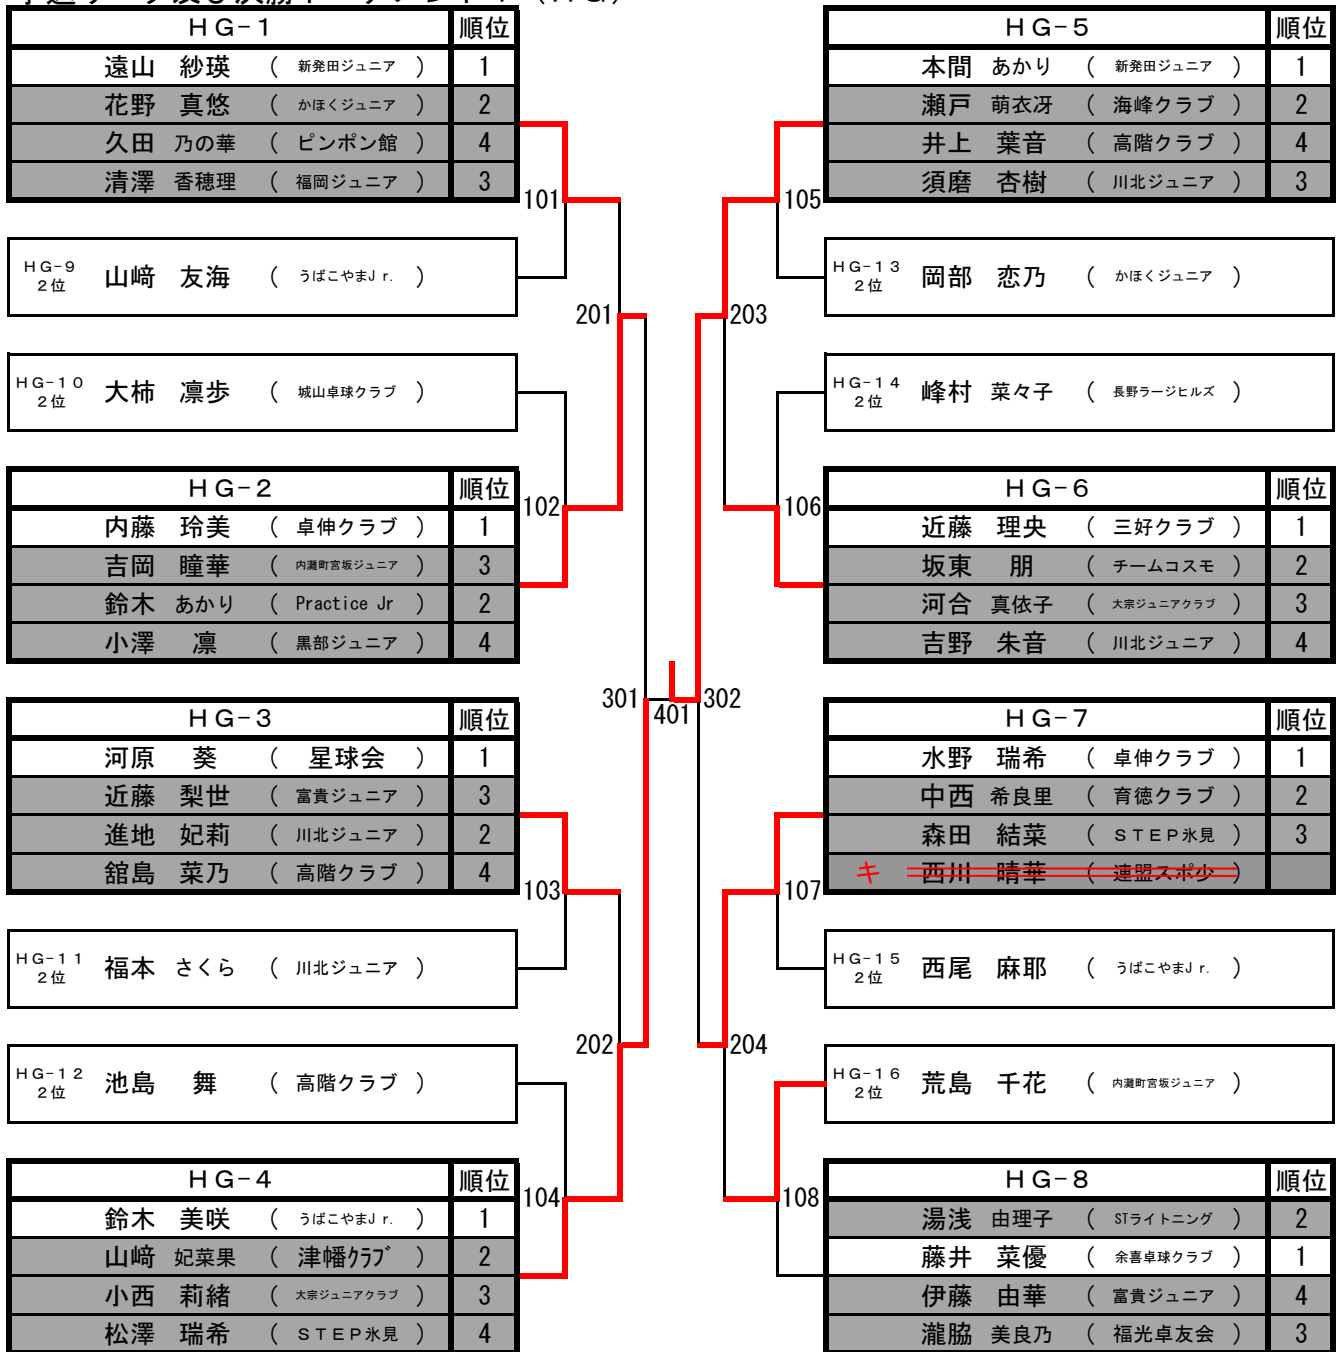 ＨＧ-１ 順位
遠山 紗瑛 （ 新発田ジュニア ） 1
花野 真悠 （ かほくジュニア ） 2
久田 乃の華 （ ピンポン館 ） 4
清澤 香穂理 （ 福岡ジュニア ） 3
101
ＨＧ-９ ２位 山﨑 友海 （ うぱこやまＪｒ. ）
201
ＨＧ-１０ ２位 大柿 凛歩 （ 城山卓球クラブ ）
ＨＧ-２ 順位
102
内藤 玲美 （ 卓伸クラブ ） 1
吉岡 瞳華 （ 内灘町宮坂ジュニア ） 3
鈴木 あかり （ Practice Jr ） 2
小澤 凛 （ 黒部ジュニア ） 4
301
401
302
ＨＧ-３ 順位
河原 葵 （ 星球会 ） 1
近藤 梨世 （ 富貴ジュニア ） 3
進地 妃莉 （ 川北ジュニア ） 2
舘島 菜乃 （ 高階クラブ ） 4
103
ＨＧ-１１ ２位 福本 さくら （ 川北ジュニア ）
202
ＨＧ-１２ ２位 池島 舞 （ 高階クラブ ）
ＨＧ-４ 順位
104
鈴木 美咲 （ うぱこやまＪｒ. ） 1
山﨑 妃菜果 （ 津幡ｸﾗﾌﾞ ） 2
小西 莉緒 （ 大宗ジュニアクラブ ） 3
松澤 瑞希 （ ＳＴＥＰ氷見 ） 4
ＨＧ-５ 順位
本間 あかり （ 新発田ジュニア ） 1
瀬戸 萌衣冴 （ 海峰クラブ ） 2
井上 葉音 （ 高階クラブ ） 4
須磨 杏樹 （ 川北ジュニア ） 3
105
ＨＧ-１３ ２位 岡部 恋乃 （ かほくジュニア ）
203
ＨＧ-１４ ２位 峰村 菜々子 （ 長野ラージヒルズ ）
ＨＧ-６ 順位
106
近藤 理央 （ 三好クラブ ） 1
坂東 朋 （ チームコスモ ） 2
河合 真依子 （ 大宗ジュニアクラブ ） 3
吉野 朱音 （ 川北ジュニア ） 4
ＨＧ-７ 順位
水野 瑞希 （ 卓伸クラブ ） 1
中西 希良里 （ 育徳クラブ ） 2
森田 結菜 （ ＳＴＥＰ氷見 ） 3
キ 西川 晴華 （ 連盟スポ少 ）
107
ＨＧ-１５ ２位 西尾 麻耶 （ うぱこやまＪｒ. ）
204
ＨＧ-１６ ２位 荒島 千花 （ 内灘町宮坂ジュニア ）
ＨＧ-８ 順位
108
湯浅 由理子 （ STライトニング ） 2
藤井 菜優 （ 余喜卓球クラブ ） 1
伊藤 由華 （ 富貴ジュニア ） 4
瀧脇 美良乃 （ 福光卓友会 ） 3